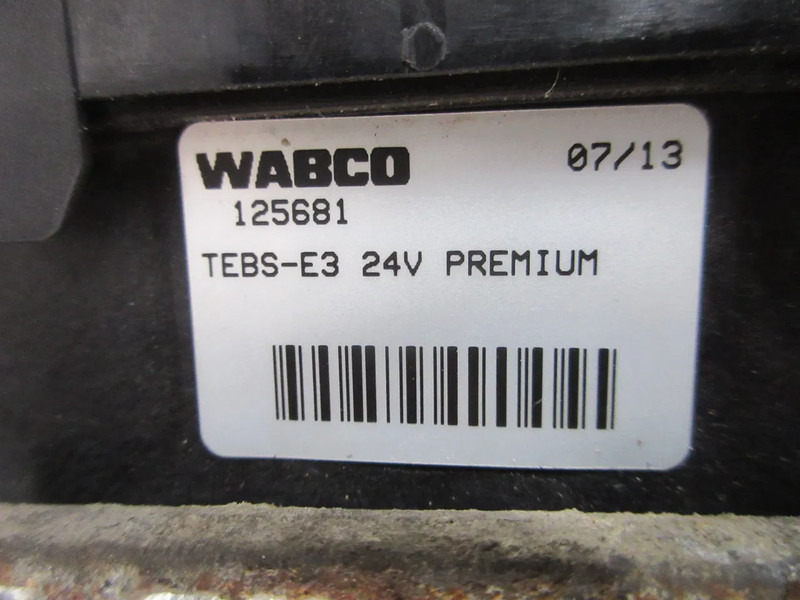 WABCO 07/13
125681
TEBS-E3 24V PREMIUM